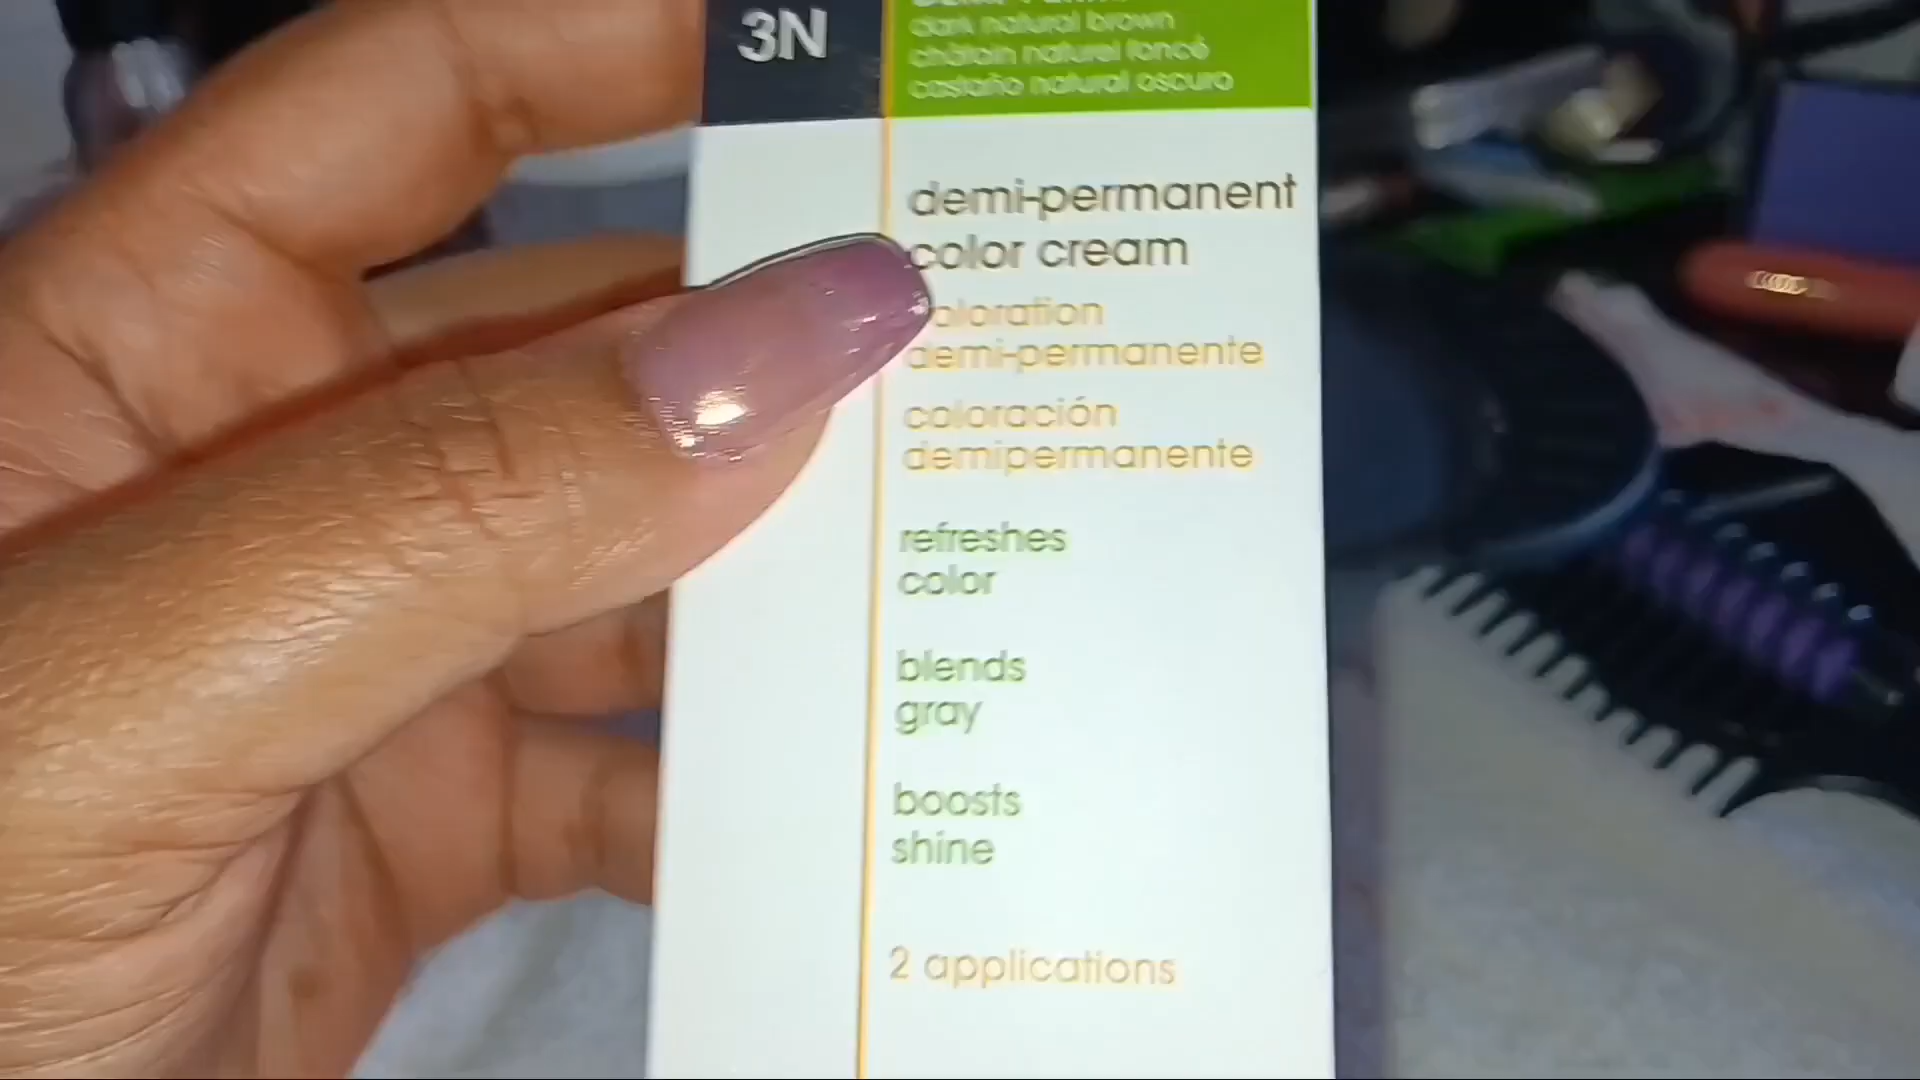 3N
dark natural brown
châtain naturel foncé
castaño natural oscuro
demi-permanent
color cream
oloration
demi-permanente
coloración
demipermanente
refreshes
color
blends
gray
boosts
shine
2 applications